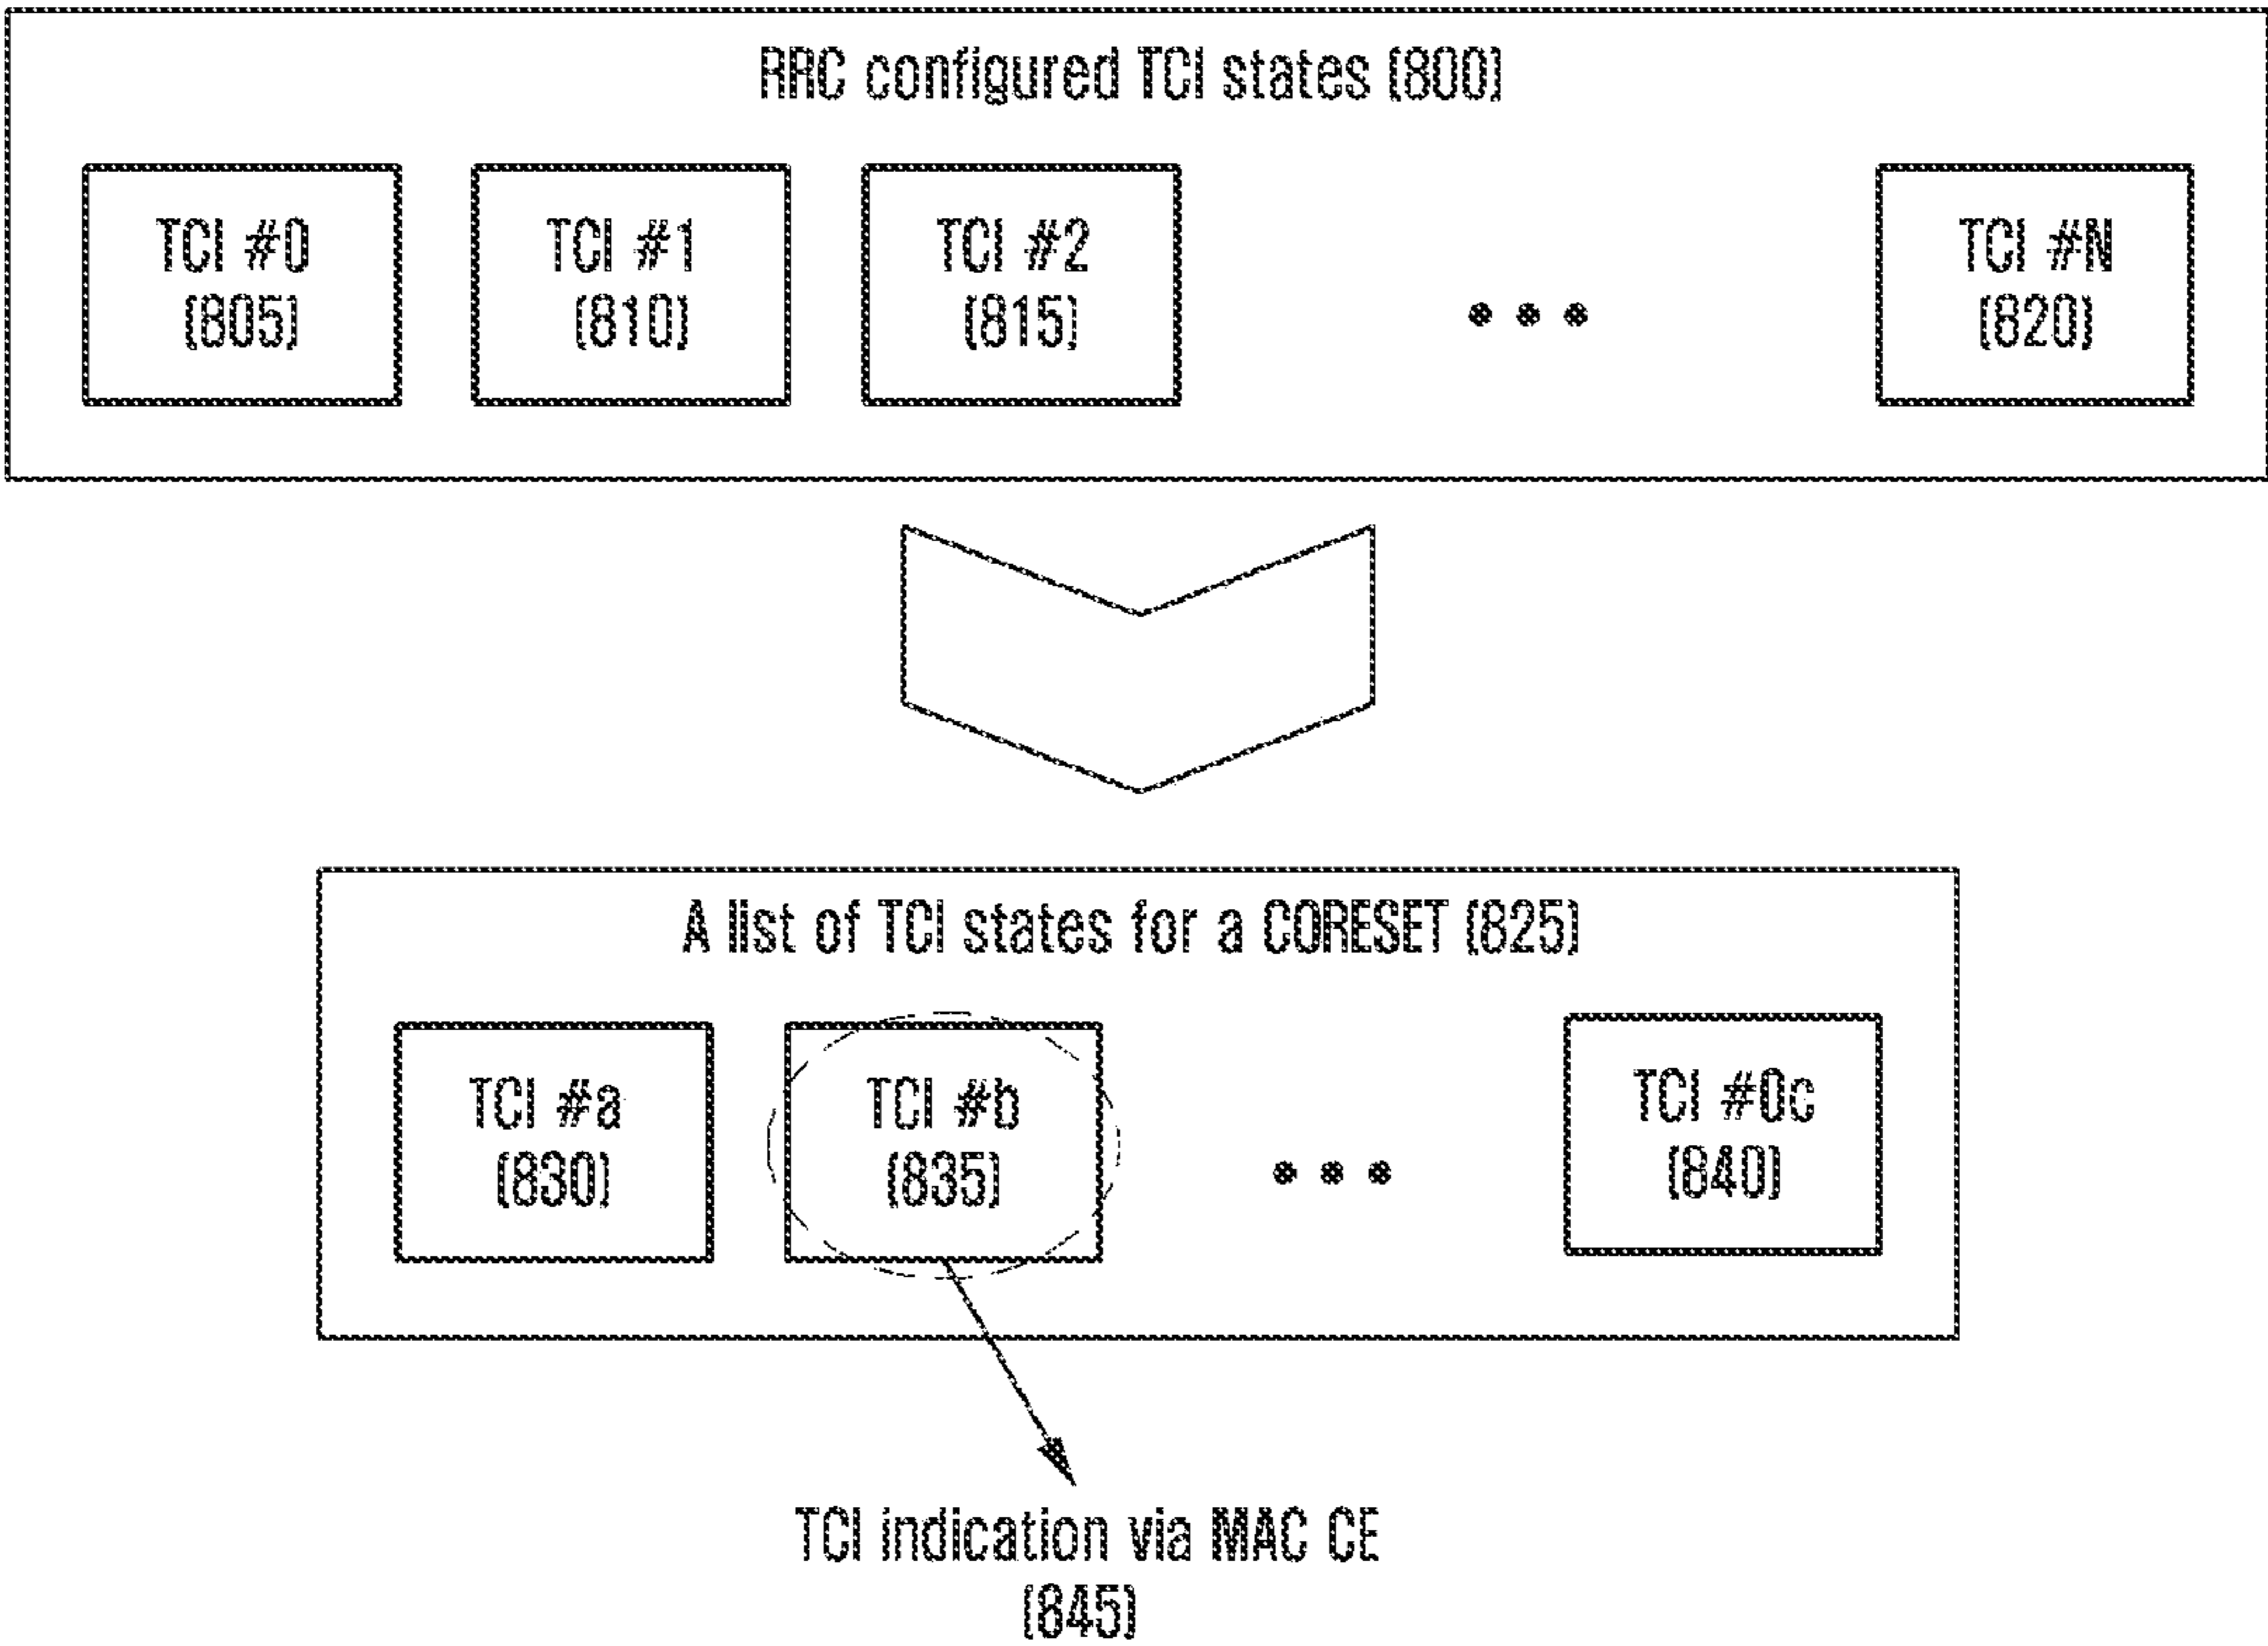 RRC configured TCI states (800)
TCI #0
(805)
TCI #1
(810)
TCI #2
(815)
TCI #N
(820)
A list of TCI states for a CORESET (825)
TCI #a
(830)
TCI #b
(835)
TCI #0c
(840)
TCI indication via MAC CE
(845)